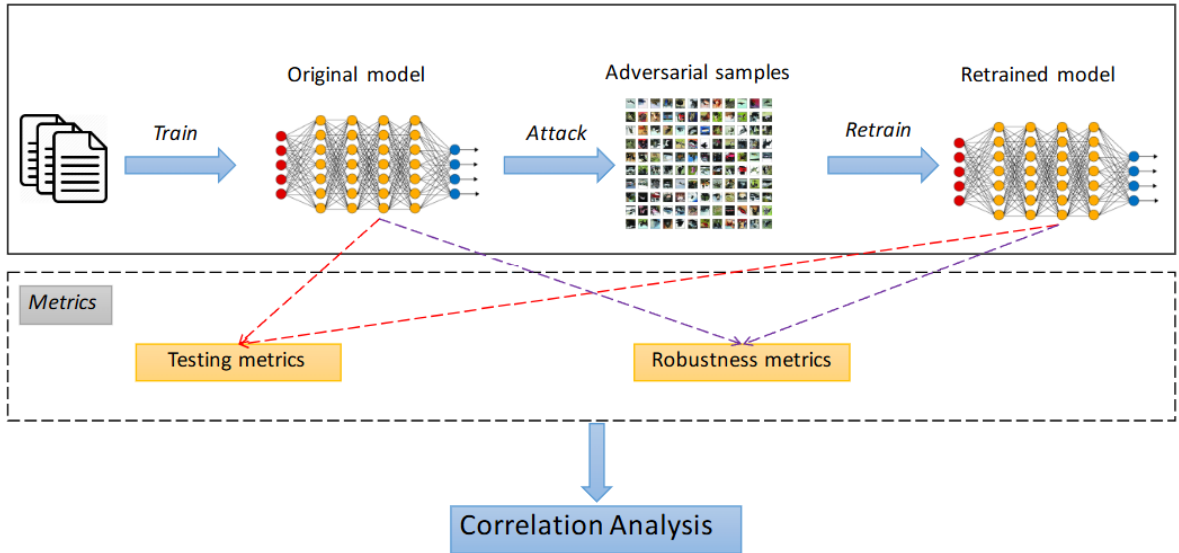 Original model
Adversarial samples
Retrained model
Train
Attack
Retrain
Metrics
Testing metrics
Robustness metrics
Correlation Analysis